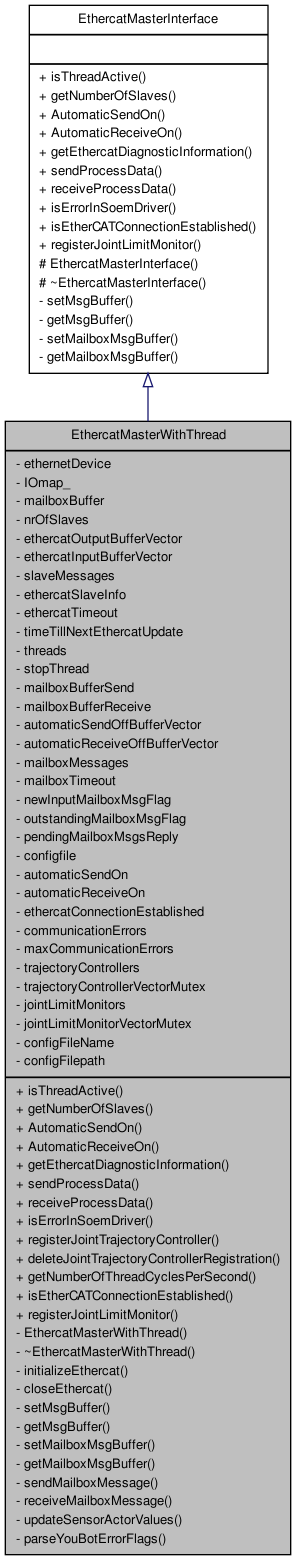 EthercatMasterInterface
+ isThreadActive()
+ getNumberOfSlaves()
+ AutomaticSendOn()
+ AutomaticReceiveOn()
+ getEthercatDiagnosticInformation()
+ sendProcessData()
+ receiveProcessData()
+ isErrorInSoemDriver()
+ isEtherCATConnectionEstablished()
+ registerJointLimitMonitor()
# EthercatMasterInterface()
# ~EthercatMasterInterface()
- setMsgBuffer()
- getMsgBuffer()
- setMailboxMsgBuffer()
- getMailboxMsgBuffer()
EthercatMasterWithThread
- ethernetDevice
- IOmap_
- mailboxBuffer
- nrOfSlaves
- ethercatOutputBufferVector
- ethercatInputBufferVector
- slaveMessages
- ethercatSlaveInfo
- ethercatTimeout
- timeTillNextEthercatUpdate
- threads
- stopThread
- mailboxBufferSend
- mailboxBufferReceive
- automaticSendOffBufferVector
- automaticReceiveOffBufferVector
- mailboxMessages
- mailboxTimeout
- newInputMailboxMsgFlag
- outstandingMailboxMsgFlag
- pendingMailboxMsgsReply
- configfile
- automaticSendOn
- automaticReceiveOn
- ethercatConnectionEstablished
- communicationErrors
- maxCommunicationErrors
- trajectoryControllers
- trajectoryControllerVectorMutex
- jointLimitMonitors
- jointLimitMonitorVectorMutex
- configFileName
- configFilepath
+ isThreadActive()
+ getNumberOfSlaves()
+ AutomaticSendOn()
+ AutomaticReceiveOn()
+ getEthercatDiagnosticInformation()
+ sendProcessData()
+ receiveProcessData()
+ isErrorInSoemDriver()
+ registerJointTrajectoryController()
+ deleteJointTrajectoryControllerRegistration()
+ getNumberOfThreadCyclesPerSecond()
+ isEtherCATConnectionEstablished()
+ registerJointLimitMonitor()
- EthercatMasterWithThread()
- ~EthercatMasterWithThread()
- initializeEthercat()
- closeEthercat()
- setMsgBuffer()
- getMsgBuffer()
- setMailboxMsgBuffer()
- getMailboxMsgBuffer()
- sendMailboxMessage()
- receiveMailboxMessage()
- updateSensorActorValues()
- parseYouBotErrorFlags()